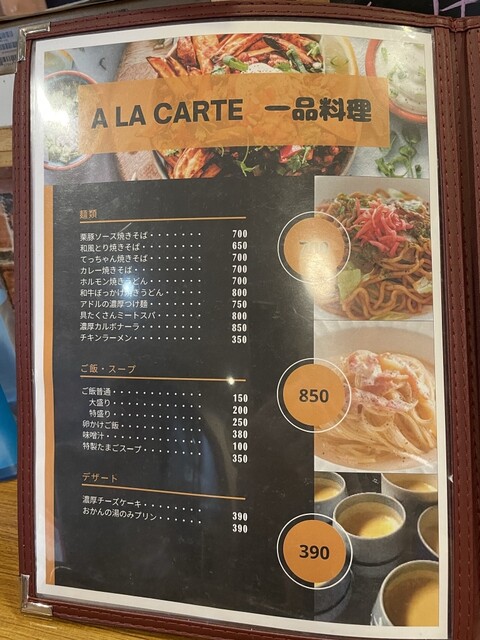 A LA CARTE 一品料理
麺類
栗豚ソース焼きそば・・・・・・・・ 700
和風とり焼きそば・・・・・・・・ 650
てっちゃん焼きそば・・・・・・・ 700
カレー焼きそば・・・・・・・・・ 700
ホルモン焼きうどん・・・・・・・ 700
和牛ぼっかけ焼きうどん・・・・・ 800
アドルの濃厚つけ麺・・・・・・・ 750
具たくさんミートスパ・・・・・・ 800
濃厚カルボナーラ・・・・・・・・ 850
チキンラーメン・・・・・・・・・ 350
ご飯・スープ
ご飯普通・・・・・・・・・・・・ 150
大盛り・・・・・・・・・・・・ 200
特盛り・・・・・・・・・・・・ 250
卵かけご飯・・・・・・・・・・・ 380
味噌汁・・・・・・・・・・・・・ 100
特製たまごスープ・・・・・・・・ 350
デザート
濃厚チーズケーキ・・・・・・・・ 390
おかんの湯のみプリン・・・・・・ 390
850
390